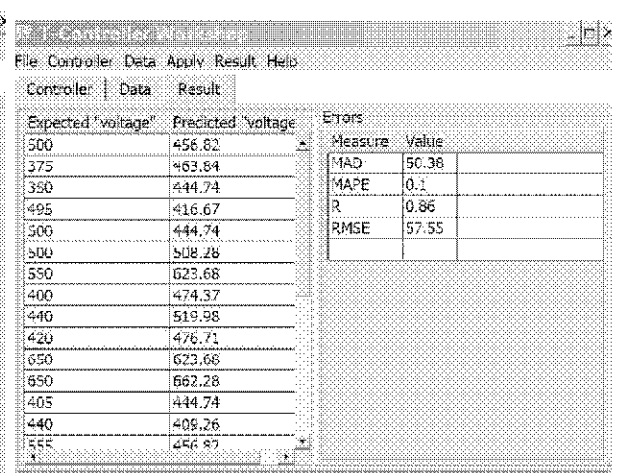 File Controller Data Apply Result Help
Controller Data Result
Expected "voltage" Predicted "voltage
500 456.82
375 463.84
350 444.74
495 416.67
500 444.74
500 508.28
550 623.68
400 474.37
440 519.98
420 476.71
650 623.68
650 662.28
405 444.74
440 409.26
555 456.82
Errors
Measure Value
MAD 50.38
MAPE 0.1
R 0.86
RMSE 57.55